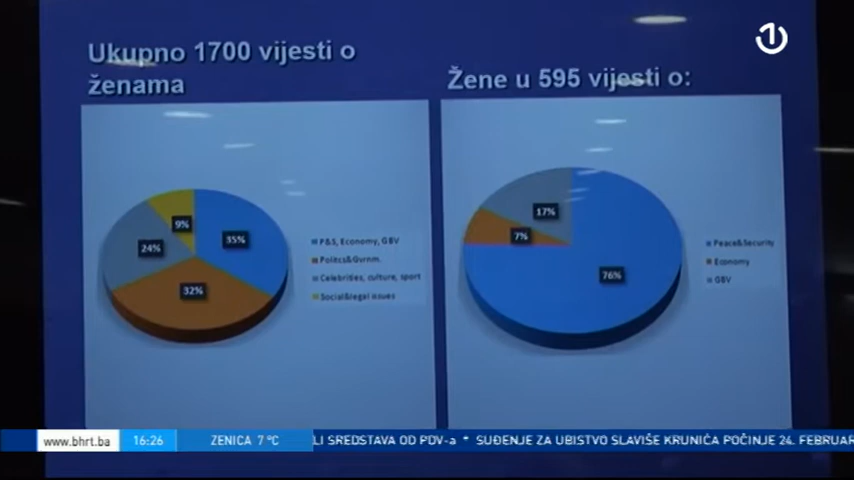 1
Ukupno 1700 vijesti o
ženama
9%
35%
24%
32%
P&S, Economy, GBV
Politics&Gvrnm.
Celebrities, culture, sport
Social&legal issues
Žene u 595 vijesti o:
17%
7%
76%
Peace&Security
Economy
GBV
www.bhrt.ba
16:26
ZENICA 7 °C
LI SREDSTAVA OD PDV-a * SUĐENJE ZA UBISTVO SLAVIŠE KRUNIĆA POČINJE 24. FEBRUAR